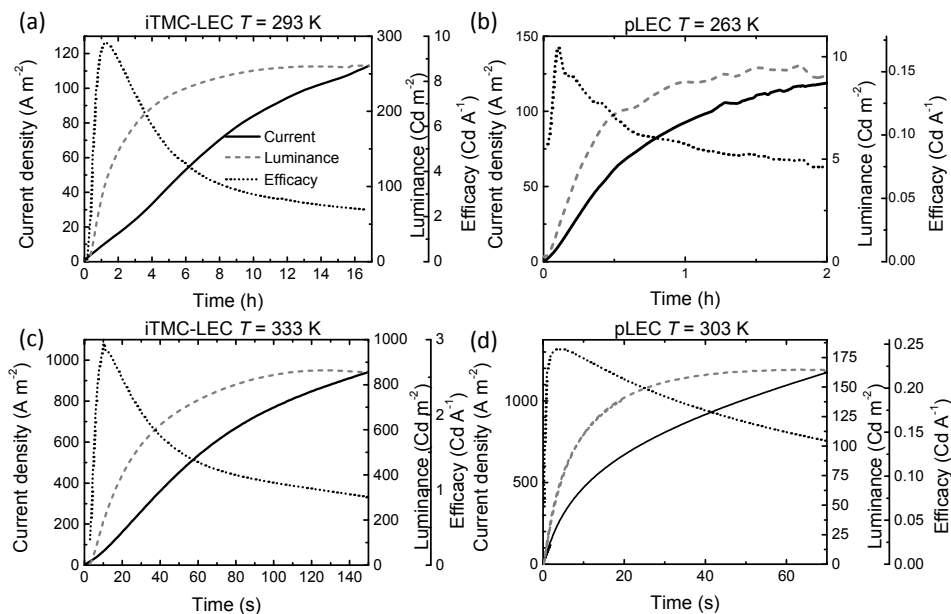 (a)
iTMC-LEC T = 293 K
Current density (A m-2)
120
100
80
60
40
20
0
0 2 4 6 8 10 12 14 16
Time (h)
Current
Luminance
Efficacy
300
200
100
0
Luminance (Cd m-2)
10
8
6
4
2
0
Efficacy (Cd A-1)
(b)
pLEC T = 263 K
Current density (A m-2)
150
125
100
75
50
25
0
0 1 2
Time (h)
10
5
0
Luminance (Cd m-2)
0.15
0.10
0.05
0.00
Efficacy (Cd A-1)
(c)
iTMC-LEC T = 333 K
Current density (A m-2)
1000
800
600
400
200
0
0 20 40 60 80 100 120 140
Time (s)
1000
800
600
400
200
0
Luminance (Cd m-2)
3
2
1
0
Efficacy (Cd A-1)
(d)
pLEC T = 303 K
Current density (A m-2)
1000
500
0
0 20 40 60
Time (s)
175
150
125
100
75
50
25
0
Luminance (Cd m-2)
0.25
0.20
0.15
0.10
0.05
0.00
Efficacy (Cd A-1)